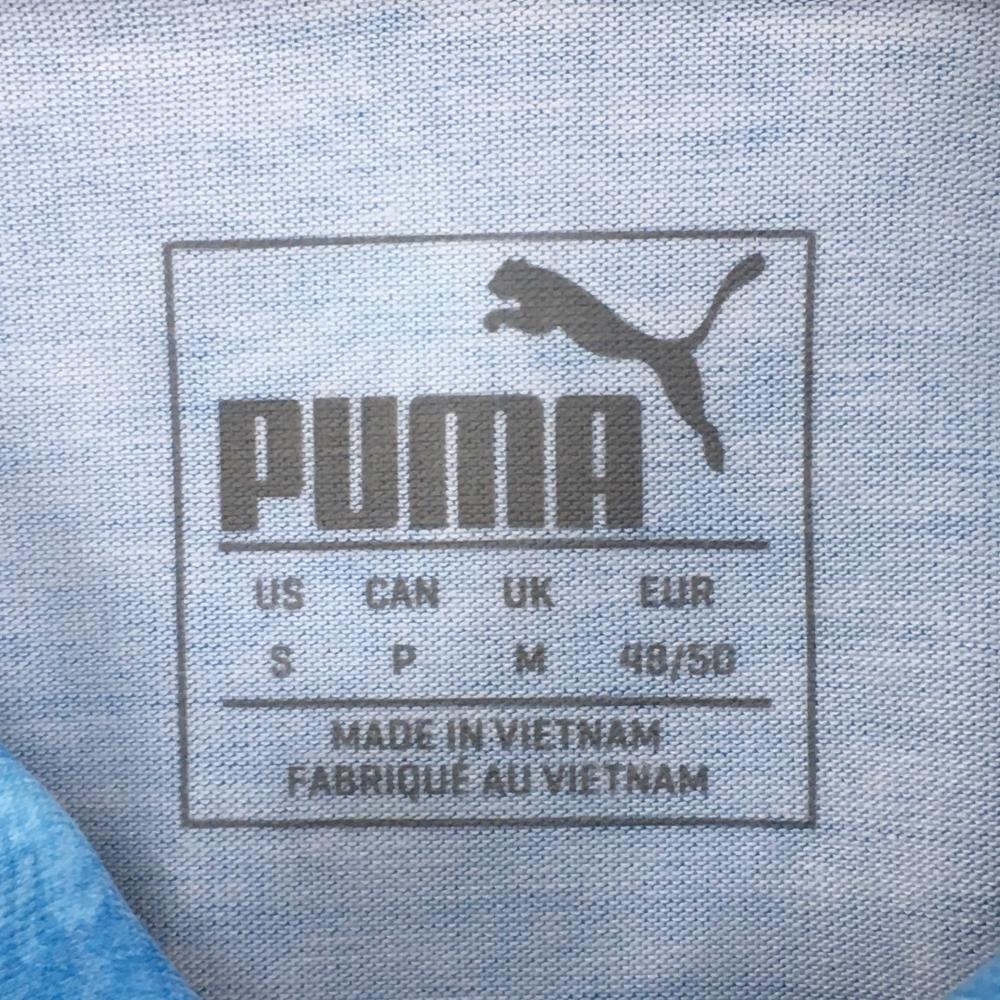 PUMA
US CAN UK EUR
S P M 48/50
MADE IN VIETNAM
FABRIQUÉ AU VIETNAM